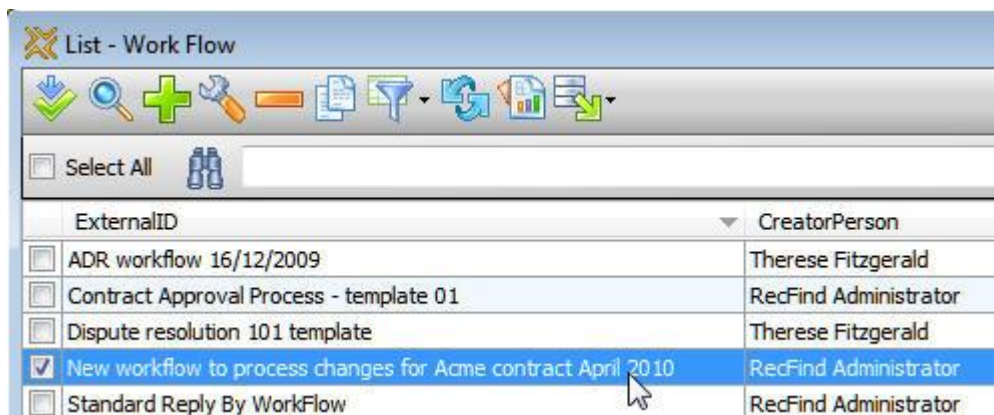 List - Work Flow
Select All
ExternalID CreatorPerson
ADR workflow 16/12/2009 Therese Fitzgerald
Contract Approval Process - template 01 RecFind Administrator
Dispute resolution 101 template Therese Fitzgerald
New workflow to process changes for Acme contract April 2010 RecFind Administrator
Standard Reply By WorkFlow RecFind Administrator